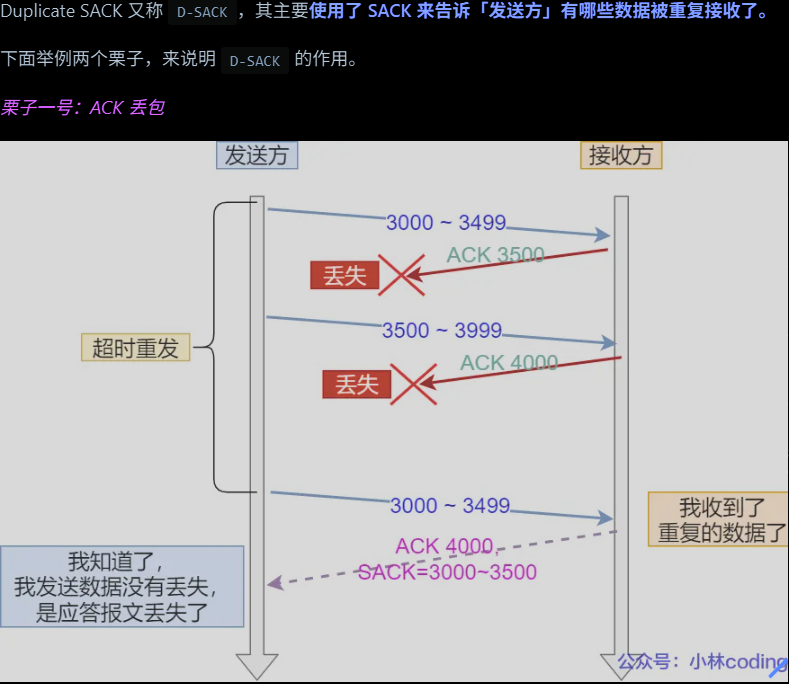 Duplicate SACK 又称 D-SACK，其主要使用了 SACK 来告诉「发送方」有哪些数据被重复接收了。
下面举例两个栗子，来说明 D-SACK 的作用。
栗子一号：ACK 丢包
发送方
接收方
3000 ~ 3499
ACK 3500
丢失
3500 ~ 3999
超时重发
ACK 4000
丢失
3000 ~ 3499
我收到了
重复的数据了
ACK 4000,
SACK=3000~3500
我知道了，
我发送数据没有丢失，
是应答报文丢失了
公众号：小林coding